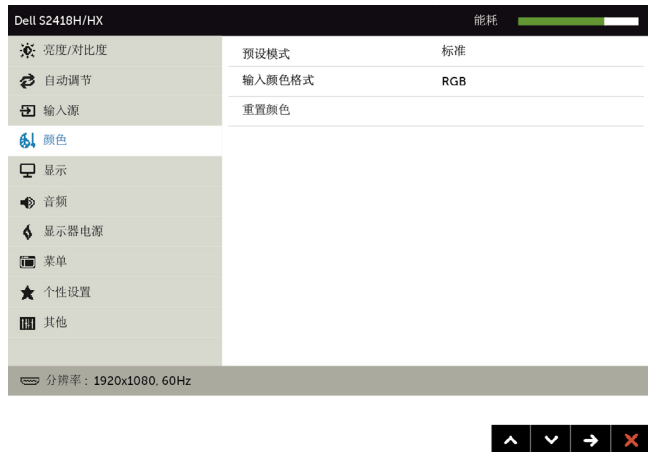 Dell S2418H/HX 能耗
亮度/对比度 预设模式 标准
自动调节 输入颜色格式 RGB
输入源 重置颜色
颜色
显示
音频
显示器电源
菜单
个性设置
其他
分辨率: 1920x1080, 60Hz